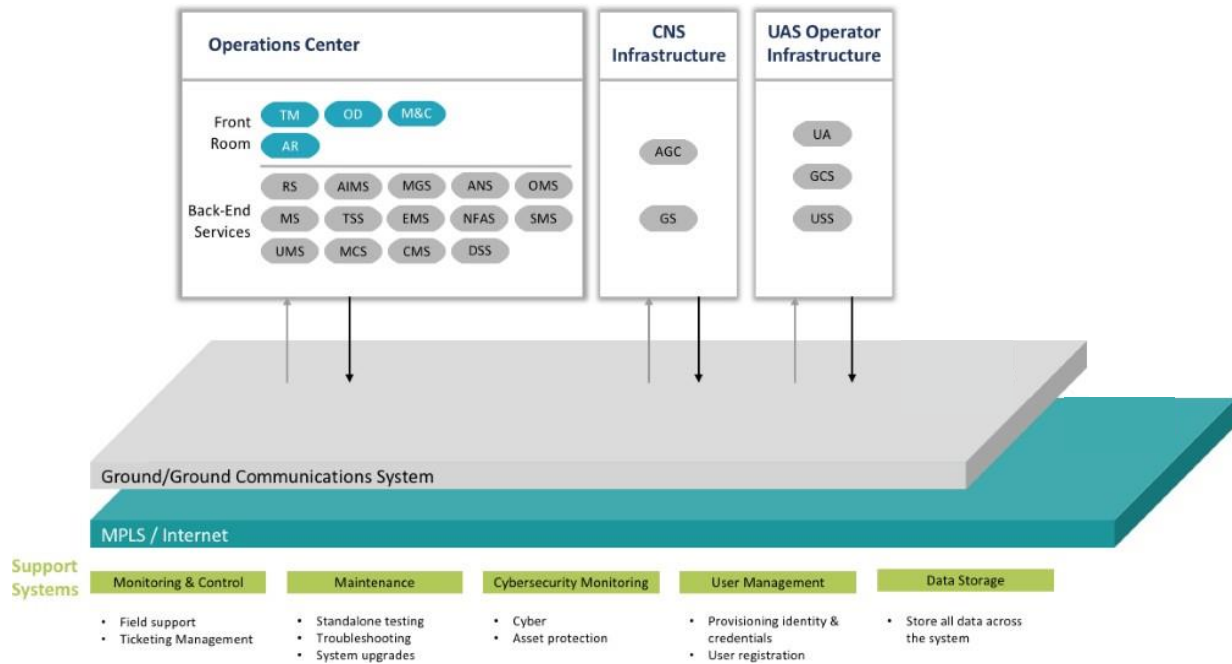 Operations Center
CNS
Infrastructure
UAS Operator
Infrastructure
Front
Room
TM OD M&C
AR
Back-End
Services
RS AIMS MGS ANS OMS
MS TSS EMS NFAS SMS
UMS MCS CMS DSS
AGC
GS
UA
GCS
USS
Ground/Ground Communications System
MPLS / Internet
Support
Systems
Monitoring & Control
• Field support
• Ticketing Management
Maintenance
• Standalone testing
• Troubleshooting
• System upgrades
Cybersecurity Monitoring
• Cyber
• Asset protection
User Management
• Provisioning identity &
credentials
• User registration
Data Storage
• Store all data across
the system